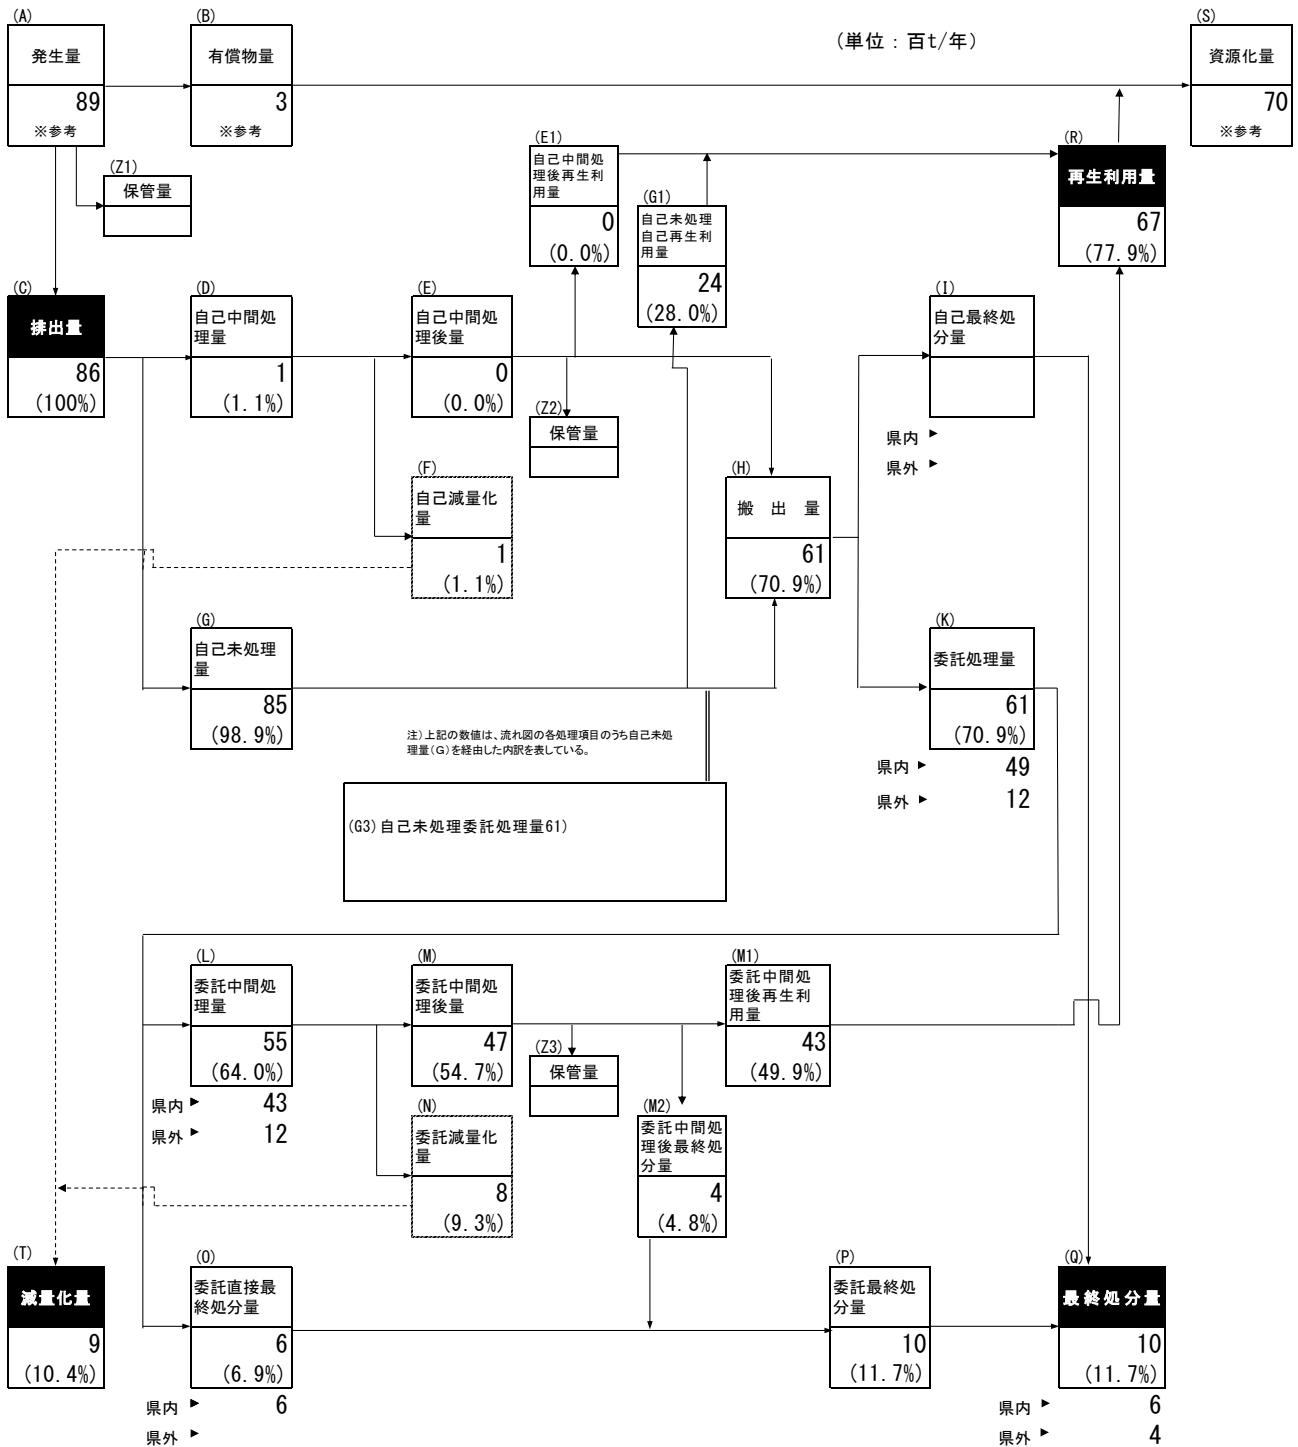 (A)
発生量
89
※参考
(B)
有償物量
3
※参考
(単位：百t/年)
(S)
資源化量
70
※参考
(Z1)
保管量
(E1)
自己中間処
理後再生利
用量
0
(0.0%)
(G1)
自己未処理
自己再生利
用量
24
(28.0%)
(R)
再生利用量
67
(77.9%)
(C)
排出量
86
(100%)
(D)
自己中間処
理量
1
(1.1%)
(E)
自己中間処
理後量
0
(0.0%)
(Z2)
保管量
(I)
自己最終処
分量
県内
県外
(F)
自己減量化
量
1
(1.1%)
(H)
搬 出 量
61
(70.9%)
(G)
自己未処理
量
85
(98.9%)
(K)
委託処理量
61
(70.9%)
県内 49
県外 12
注)上記の数値は、流れ図の各処理項目のうち自己未処
理量(G)を経由した内訳を表している。
(G3)自己未処理委託処理量61)
(L)
委託中間処
理量
55
(64.0%)
県内 43
県外 12
(M)
委託中間処
理後量
47
(54.7%)
(Z3)
保管量
(M1)
委託中間処
理後再生利
用量
43
(49.9%)
(N)
委託減量化
量
8
(9.3%)
(M2)
委託中間処
理後最終処
分量
4
(4.8%)
(T)
減量化量
9
(10.4%)
(O)
委託直接最
終処分量
6
(6.9%)
県内 6
県外
(P)
委託最終処
分量
10
(11.7%)
(Q)
最終処分量
10
(11.7%)
県内 6
県外 4